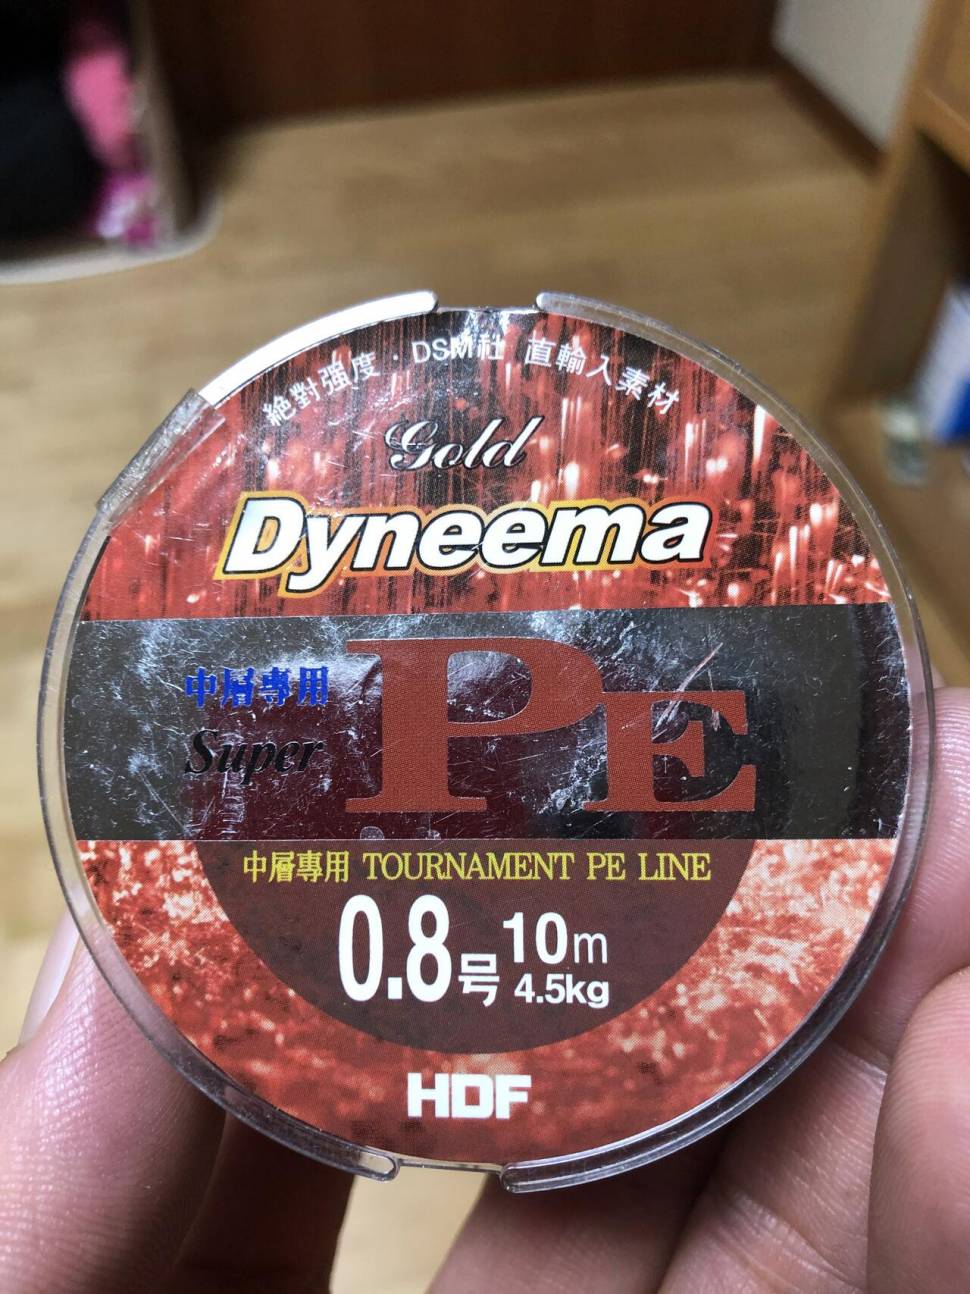 絶對强度・DSM社 直輸入素材
Gold
Dyneema
中層專用
Super
PE
中層專用 TOURNAMENT PE LINE
0.8号 10m
4.5kg
HDF